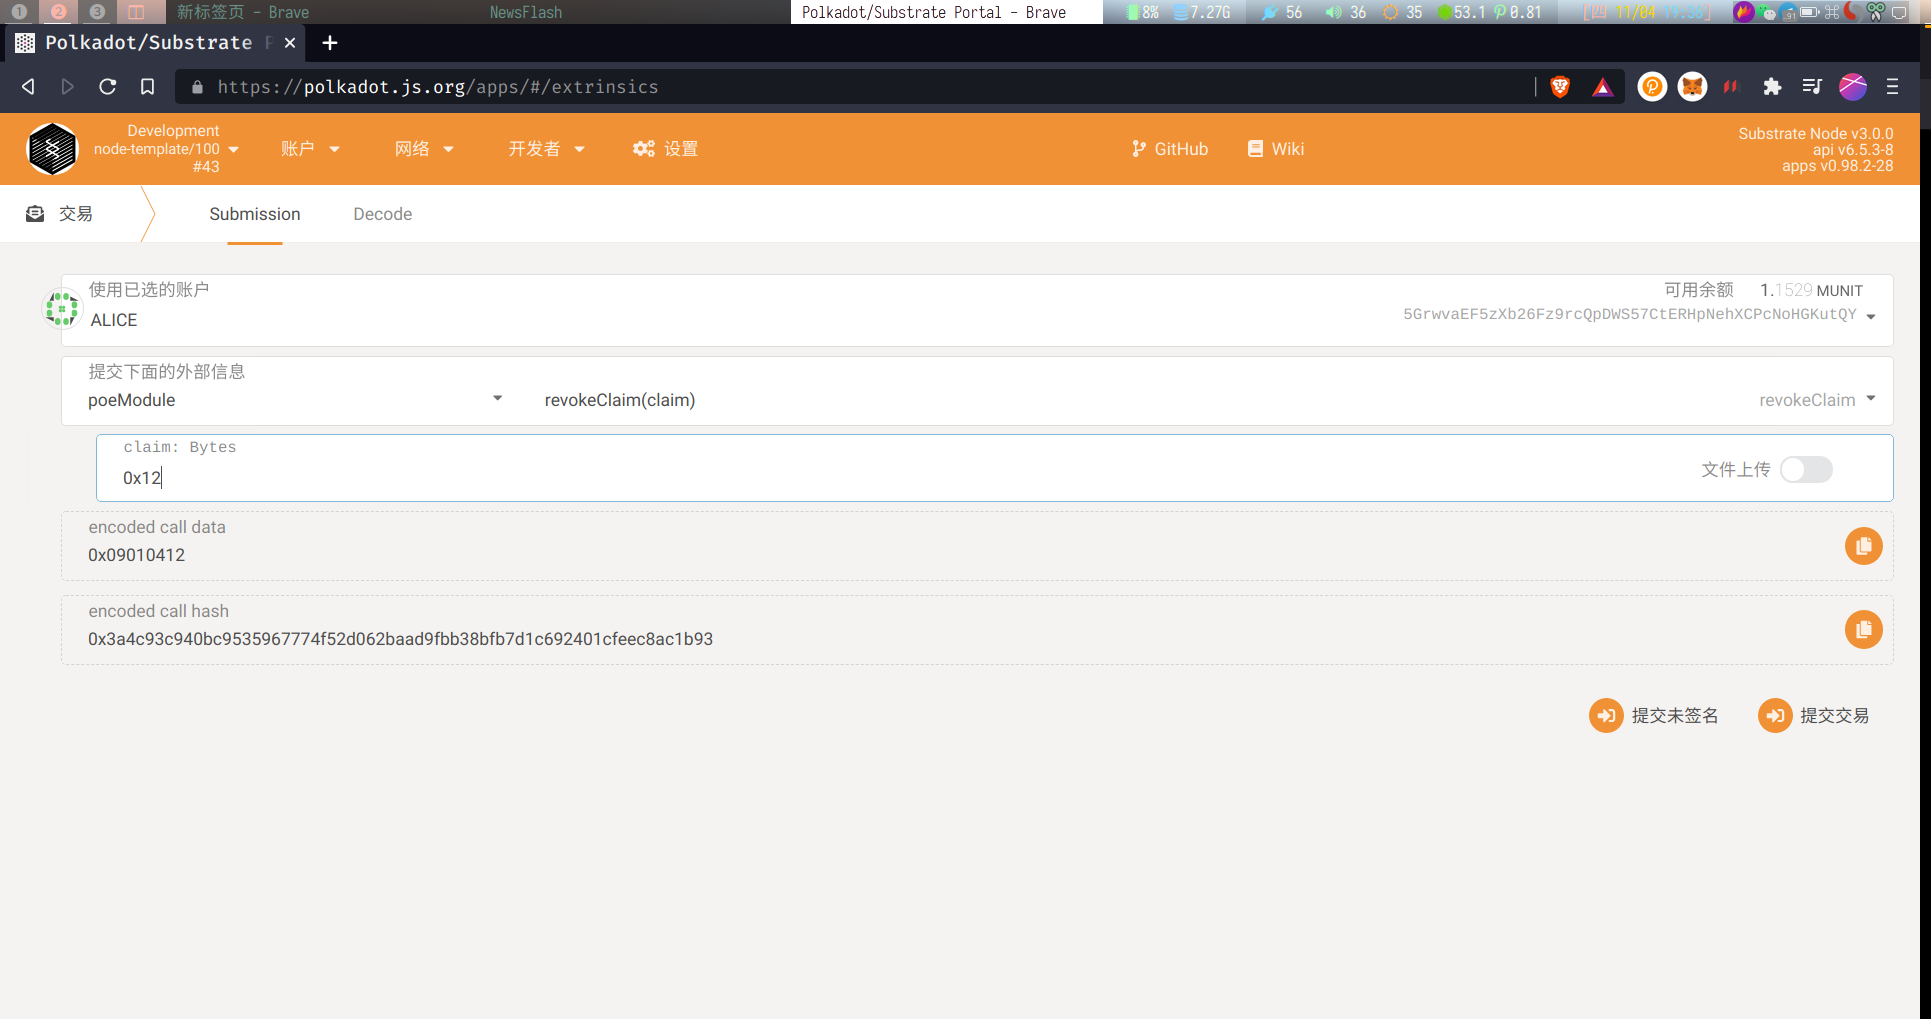 1 2 3 新标签页 - Brave NewsFlash Polkadot/Substrate Portal - Brave 8% 7.27G 56 36 35 53.1 0.81 [四 11/04 19:36]
Polkadot/Substrate P
https://polkadot.js.org/apps/#/extrinsics
Development
node-template/100
#43
账户
网络
开发者
设置
GitHub
Wiki
Substrate Node v3.0.0
api v6.5.3-8
apps v0.98.2-28
交易
Submission
Decode
使用已选的账户
ALICE
可用余额 1.1529 MUNIT
5GrwvaEF5zXb26Fz9rcQpDWS57CtERHpNehXCPcNoHGKutQY
提交下面的外部信息
poeModule
revokeClaim(claim)
revokeClaim
claim: Bytes
0x12
文件上传
encoded call data
0x09010412
encoded call hash
0x3a4c93c940bc9535967774f52d062baad9fbb38bfb7d1c692401cfeec8ac1b93
提交未签名
提交交易